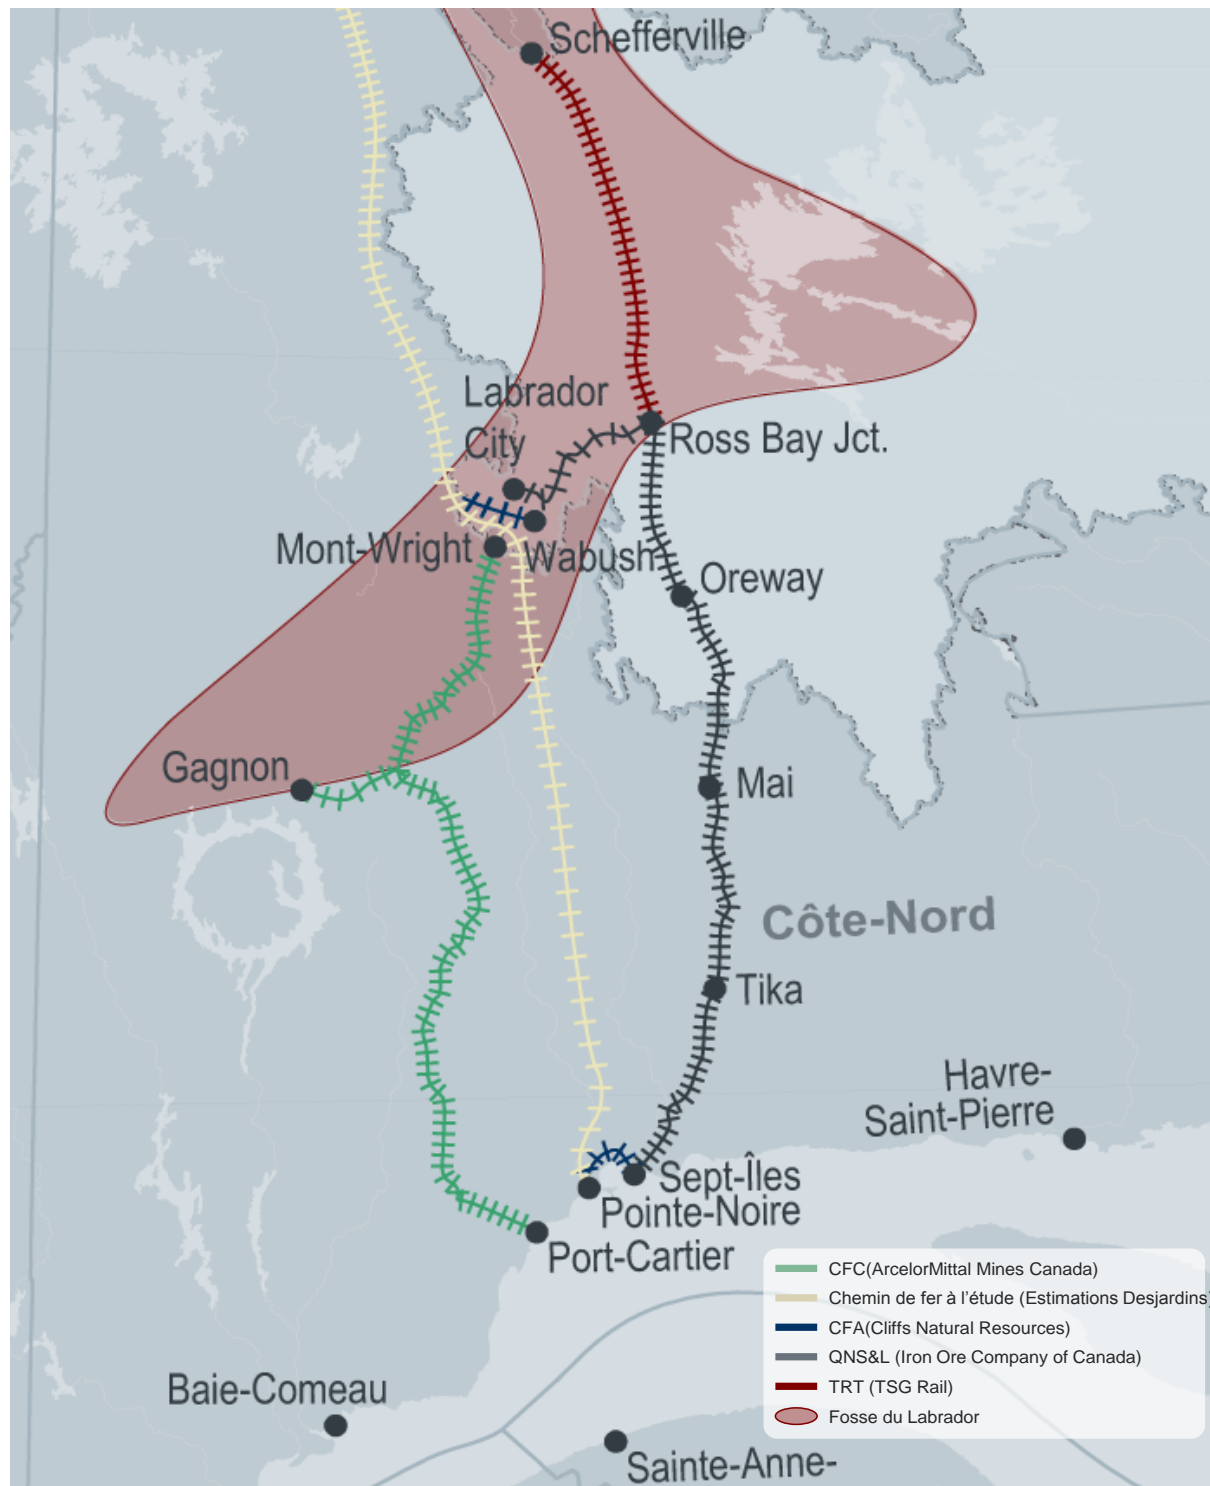 Schefferville
Labrador
City
Ross Bay Jct.
Mont-Wright
Wabush
Oreway
Gagnon
Mai
Côte-Nord
Tika
Havre-
Saint-Pierre
Sept-Îles
Pointe-Noire
Port-Cartier
CFC(ArcelorMittal Mines Canada)
Chemin de fer à l'étude (Estimations Desjardins)
CFA(Cliffs Natural Resources)
QNS&L (Iron Ore Company of Canada)
TRT (TSG Rail)
Fosse du Labrador
Baie-Comeau
Sainte-Anne-